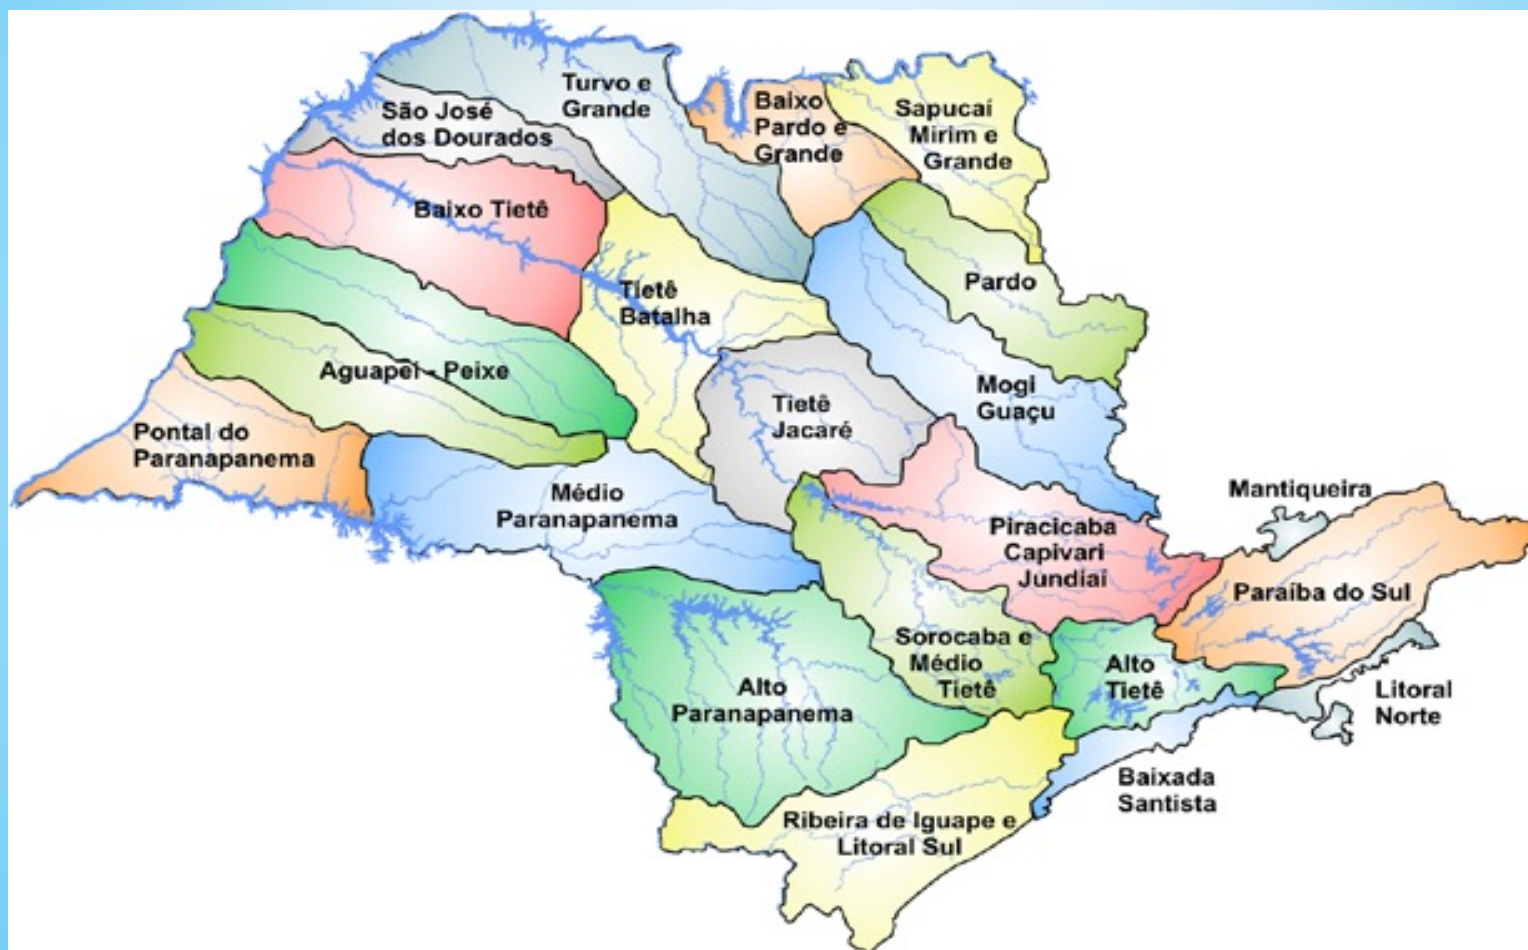 Turvo e
Grande
São José
dos Dourados
Baixo
Pardo e
Grande
Sapucaí
Mirim e
Grande
Baixo Tietê
Tietê
Batalha
Pardo
Aguapeí - Peixe
Mogi
Guaçu
Tietê
Jacaré
Pontal do
Paranapanema
Médio
Paranapanema
Mantiqueira
Piracicaba
Capivari
Jundiaí
Paraíba do Sul
Sorocaba e
Médio
Tietê
Alto
Tietê
Alto
Paranapanema
Litoral
Norte
Baixada
Santista
Ribeira de Iguape e
Litoral Sul